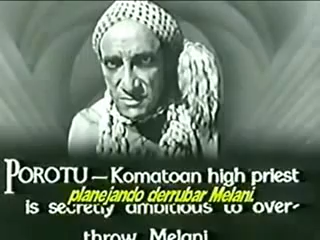 POROTU—Komatoan high priest
planejando derrubar Melani.
is secretly ambitious to over-
throw Melani